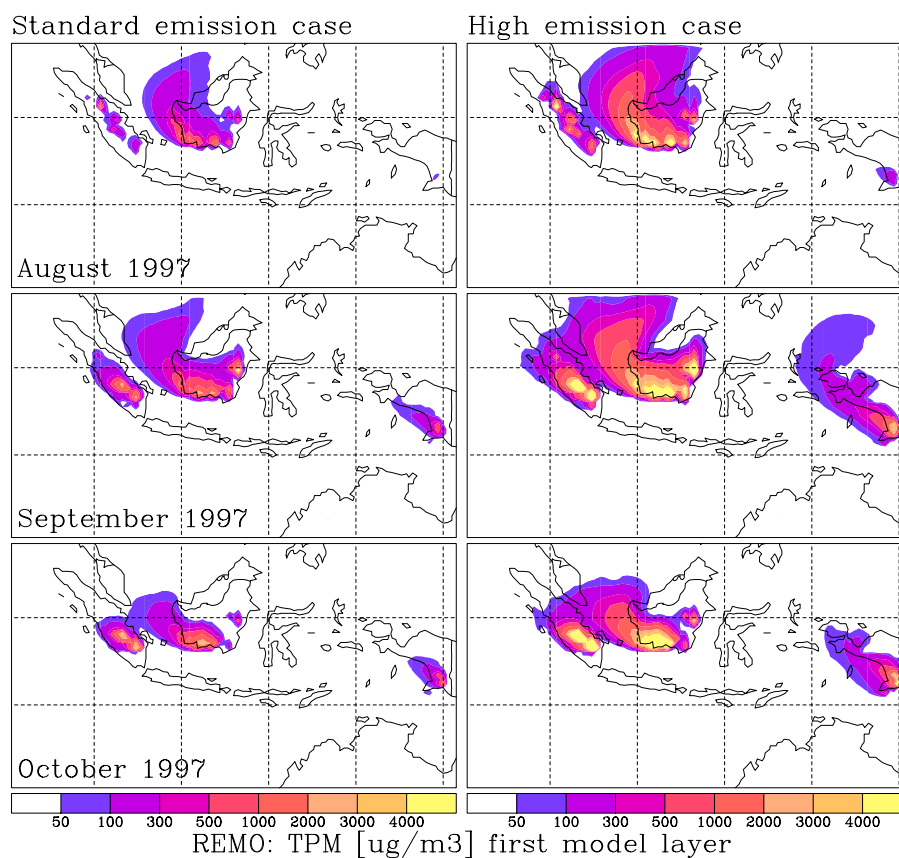 Standard emission case
High emission case
August 1997
September 1997
October 1997
50 100 300 500 1000 2000 3000 4000
50 100 300 500 1000 2000 3000 4000
REMO: TPM [ug/m3] first model layer